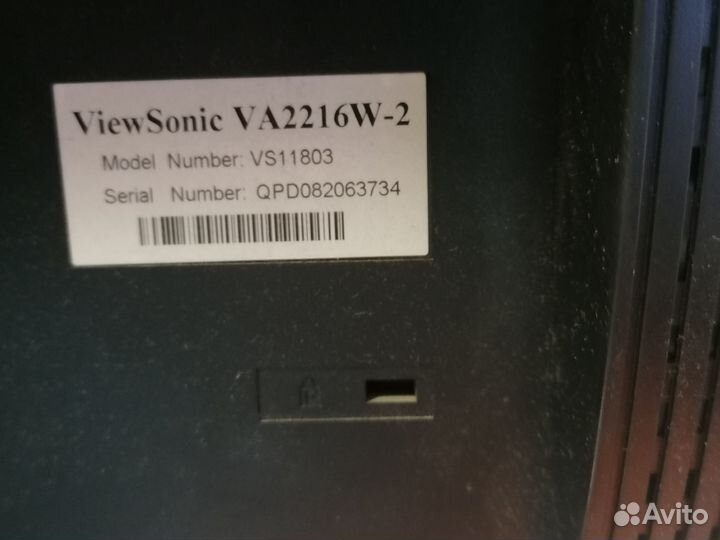 ViewSonic VA2216W-2
Model Number: VS11803
Serial Number: QPD082063734
Avito